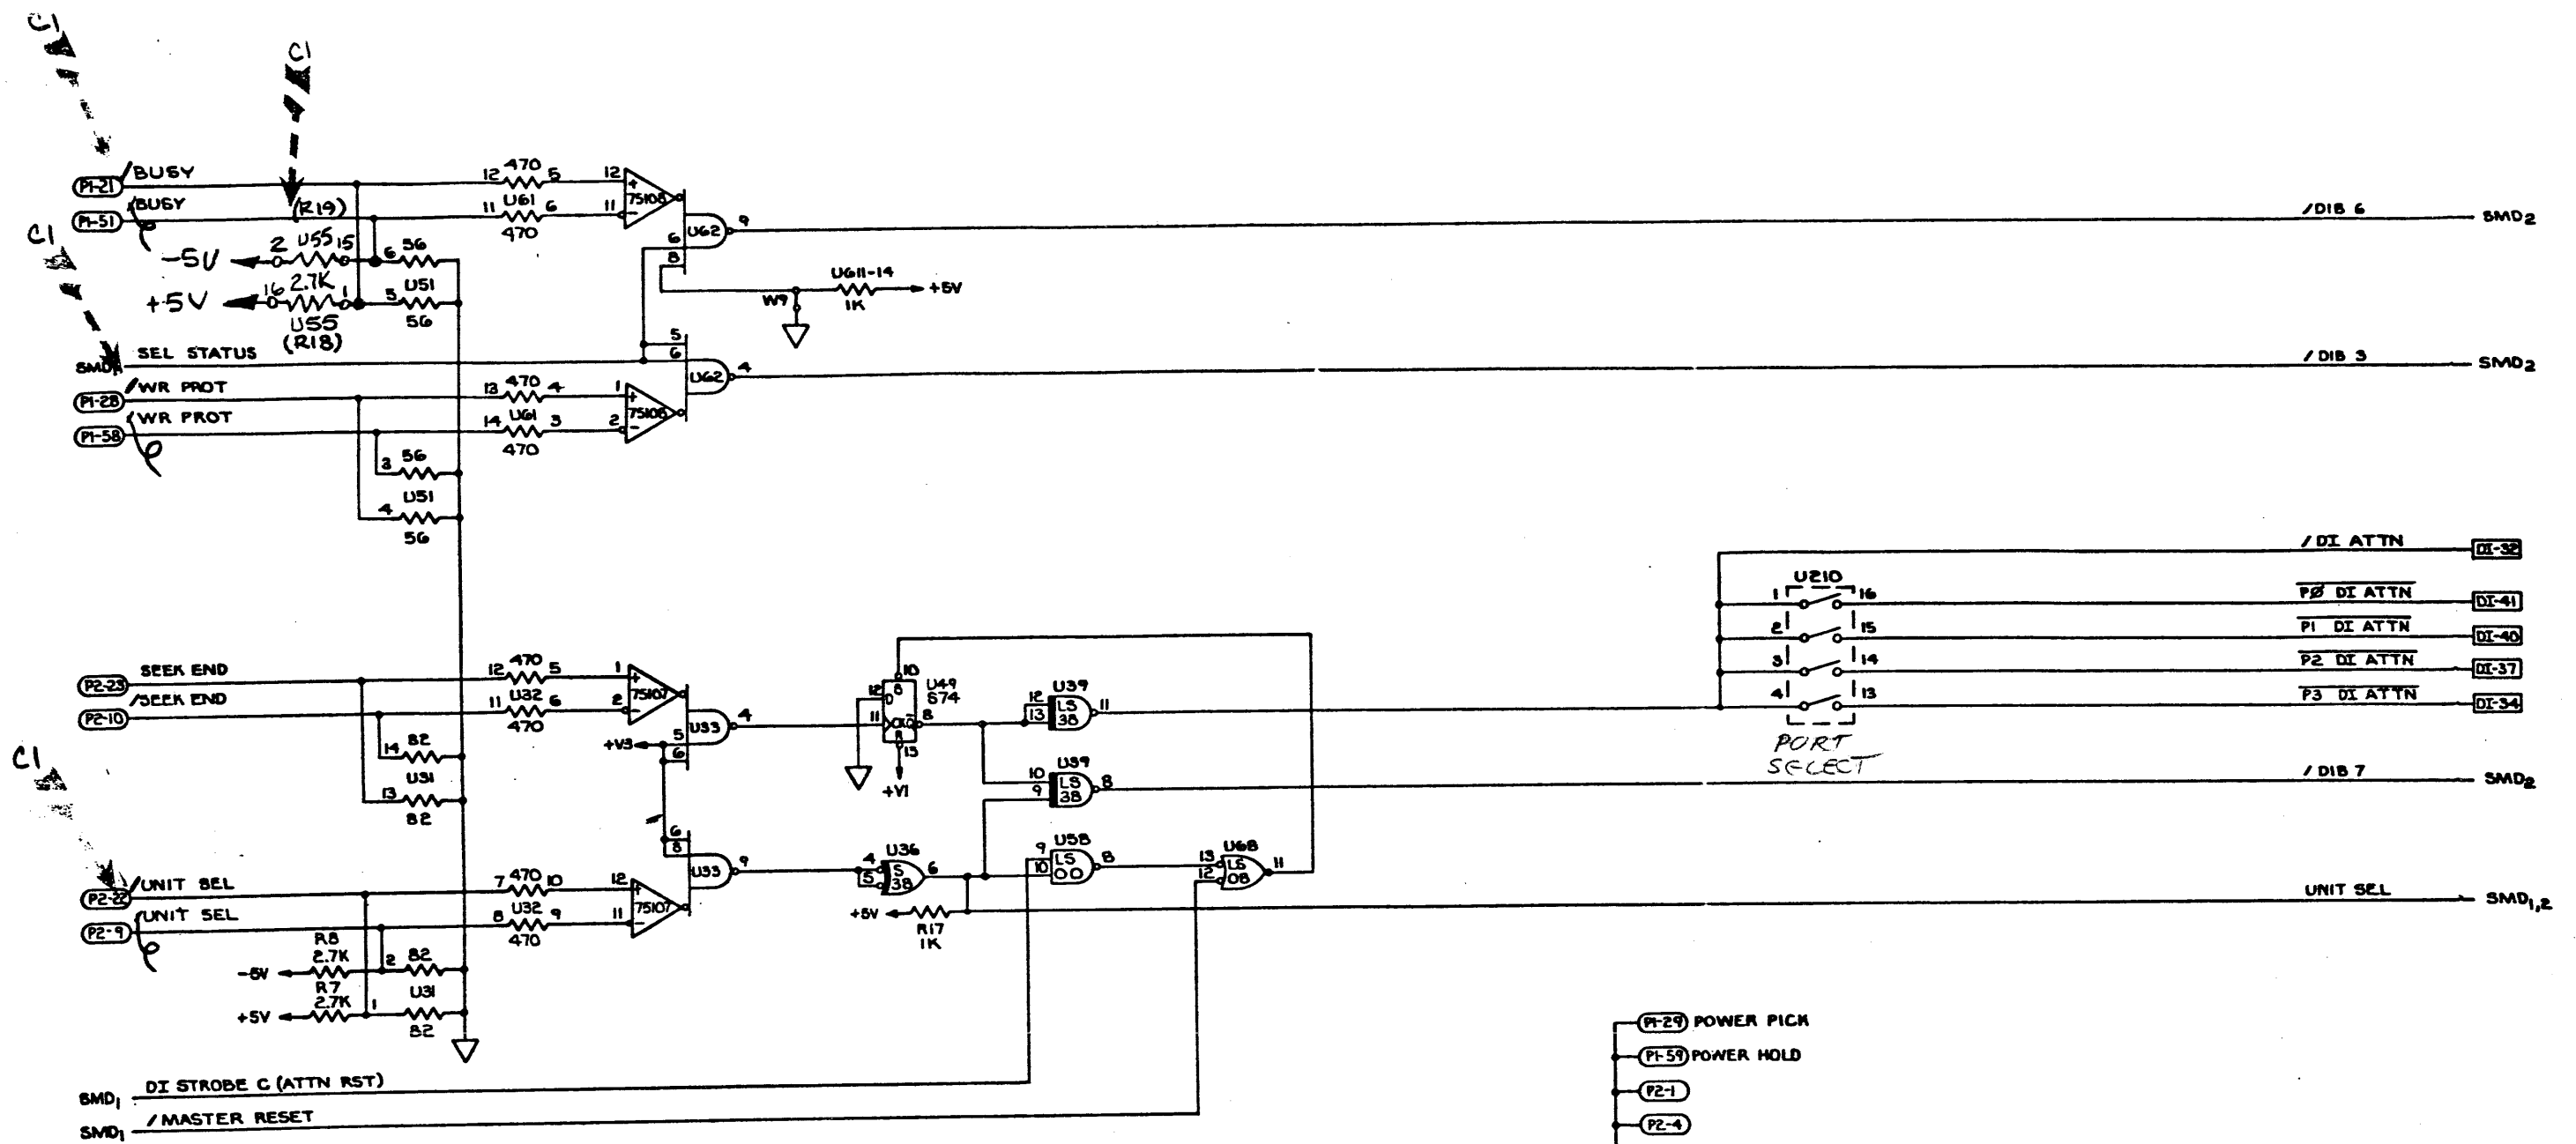 C1
C1
P1-21 /BUSY
P1-51 /BUSY
(R19)
12 470 5
11 U61 6
470
12 +
75108
11 -
6
8
U62 9
/DIB 6 SMD2
C1
-5V 2 U55 15 6 56
+5V 16 2.7K 1 5 U51
U55 56
(R18)
W9
U611-14
1K
+5V
SMD1 SEL STATUS
5
6
U62 4
/DIB 3 SMD2
P1-28 /WR PROT
P1-58 /WR PROT
13 470 4
14 U61 3
470
1 +
75108
2 -
3 56
U51
4
56
/DI ATTN DI-32
U210
1 16 P0 DI ATTN DI-41
2 15 P1 DI ATTN DI-40
3 14 P2 DI ATTN DI-37
4 13 P3 DI ATTN DI-34
PORT
SELECT
P2-23 SEEK END
P2-10 /SEEK END
12 470 5
11 U32 6
470
1 +
75107
2 -
+V3
5
6
U33 4
14 82
U31
13
82
10
12 D S U49
S74
11 CK Q 8
R
13
+V1
U39
12
13
LS
38
11
U39
10
9
LS
38
8
/DIB 7 SMD2
C1
P2-22 /UNIT SEL
P2-9 /UNIT SEL
7 470 10
8 U32 9
470
12 +
75107
11 -
6
8
U33 9
U36
4
5
S
38
6
+5V
R17
1K
U58
9
10
LS
00
8
U68
13
12
LS
08
11
UNIT SEL SMD1,2
R8
2.7K
-5V 2 82
R7
2.7K
+5V 1 U31
82
SMD1 DI STROBE C (ATTN RST)
SMD1 /MASTER RESET
P1-29 POWER PICK
P1-59 POWER HOLD
P2-1
P2-4